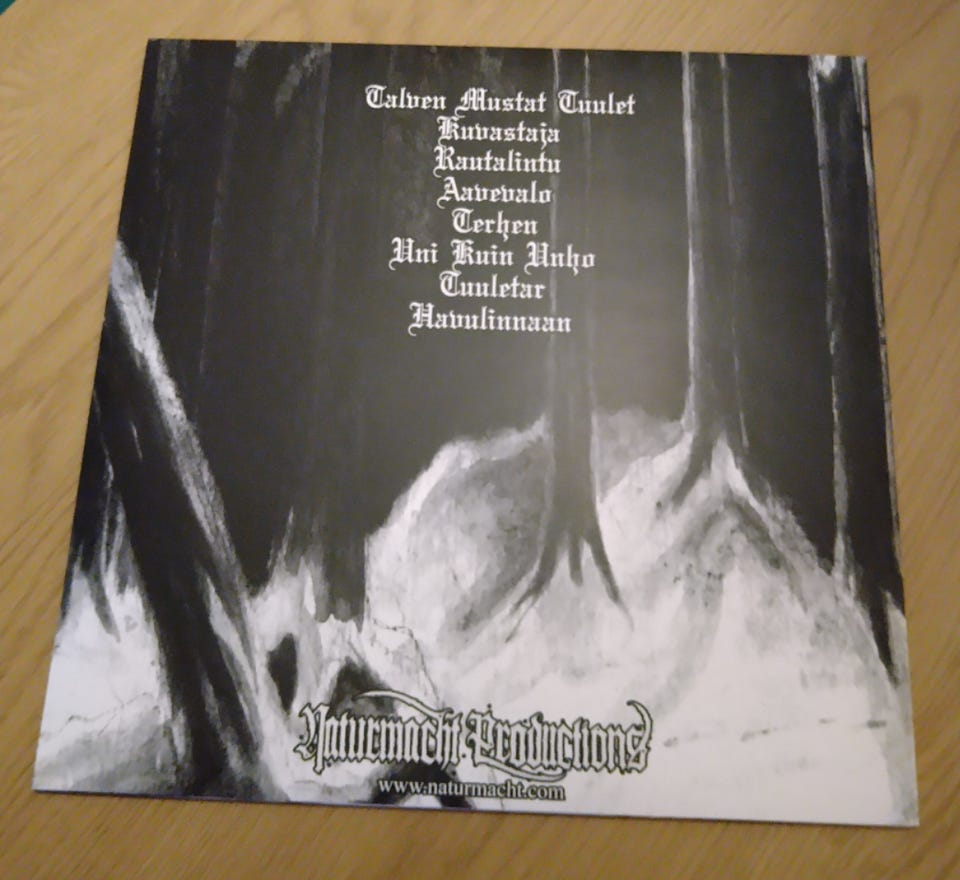 Talven Mustat Tuulet
Kuvastaja
Rautalintu
Aavevalo
Terhen
Uni Kuin Unho
Tuuletar
Havulinnaan
Naturmacht Productions
www.naturmacht.com